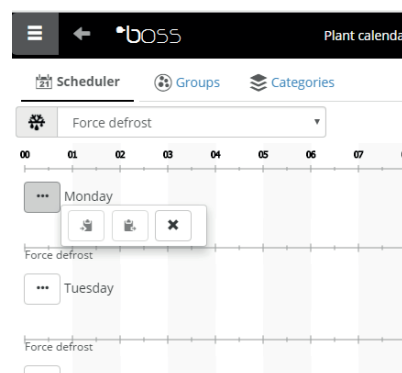 boss Plant calenda
21 Scheduler Groups Categories
Force defrost
00 01 02 03 04 05 06 07
Monday
Force defrost
Tuesday
Force defrost